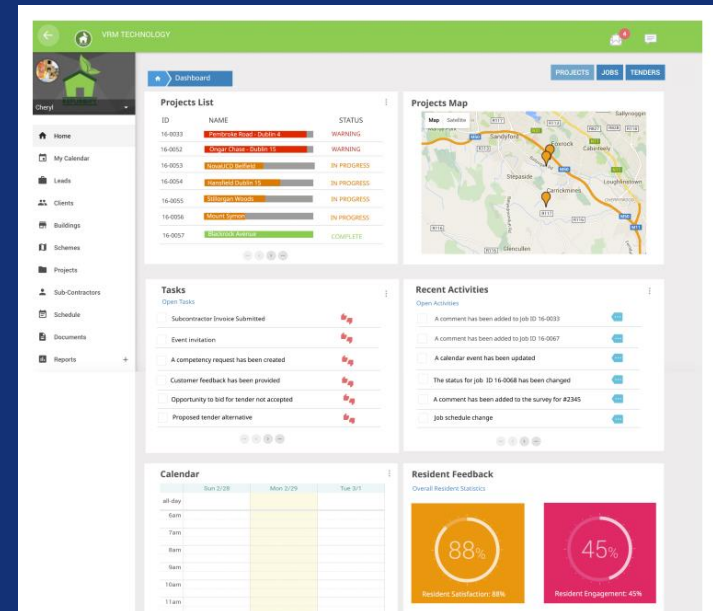 VRM TECHNOLOGY
4
Cheryl
Home
My Calendar
Leads
Clients
Buildings
Schemes
Projects
Sub-Contractors
Schedule
Documents
Reports +
Dashboard
PROJECTS JOBS TENDERS
Projects List
ID NAME STATUS
16-0033 Pembroke Road - Dublin 4 WARNING
16-0052 Ongar Chase - Dublin 15 WARNING
16-0053 NovaUCD Belfield IN PROGRESS
16-0054 Hansfield Dublin 15 IN PROGRESS
16-0055 Stillorgan Woods IN PROGRESS
16-0056 Mount Symon IN PROGRESS
16-0057 Blackrock Avenue COMPLETE
Projects Map
Map Satellite
Sallynoggin
Sandyford
Foxrock
Cabinteely
Stepaside
Loughlinstown
Carrickmines
R117
R116
Glencullen
Tasks
Open Tasks
Subcontractor Invoice Submitted
Event invitation
A competency request has been created
Customer feedback has been provided
Opportunity to bid for tender not accepted
Proposed tender alternative
Recent Activities
Open Activities
A comment has been added to job ID 16-0033
A comment has been added to job ID 16-0067
A calendar event has been updated
The status for job ID 16-0068 has been changed
A comment has been added to the survey for #2345
Job schedule change
Calendar
Sun 2/28 Mon 2/29 Tue 3/1
all-day
6am
7am
8am
9am
10am
11am
Resident Feedback
Overall Resident Statistics
88%
Resident Satisfaction: 88%
45%
Resident Engagement: 45%